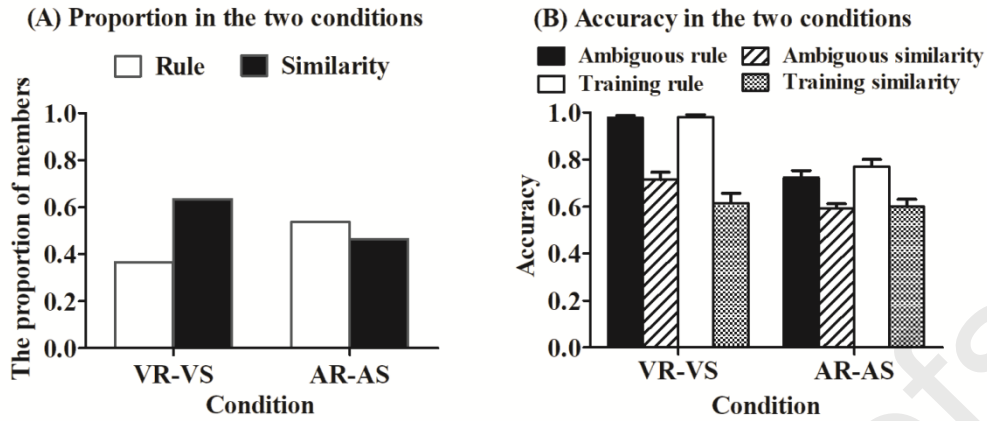 (A) Proportion in the two conditions
Rule Similarity
The proportion of members
1.0
0.8
0.6
0.4
0.2
0.0
VR-VS AR-AS
Condition
(B) Accuracy in the two conditions
Ambiguous rule Ambiguous similarity
Training rule Training similarity
Accuracy
1.0
0.8
0.6
0.4
0.2
0.0
VR-VS AR-AS
Condition